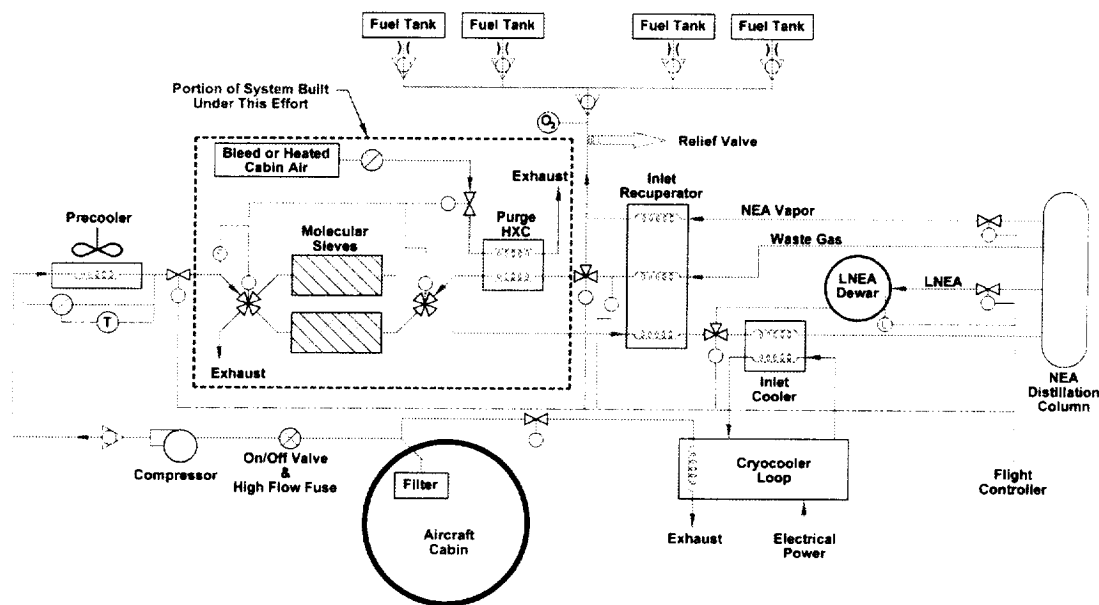 Fuel Tank
Fuel Tank
Fuel Tank
Fuel Tank
Portion of System Built
Under This Effort
O2
Relief Valve
Bleed or Heated
Cabin Air
Exhaust
Inlet
Recuperator
Precooler
Molecular
Sieves
Purge
HXC
NEA Vapor
Waste Gas
LNEA
Dewar
LNEA
T
L
Exhaust
Inlet
Cooler
NEA
Distillation
Column
Compressor
On/Off Valve
&
High Flow Fuse
Filter
Aircraft
Cabin
Cryocooler
Loop
Flight
Controller
Exhaust
Electrical
Power